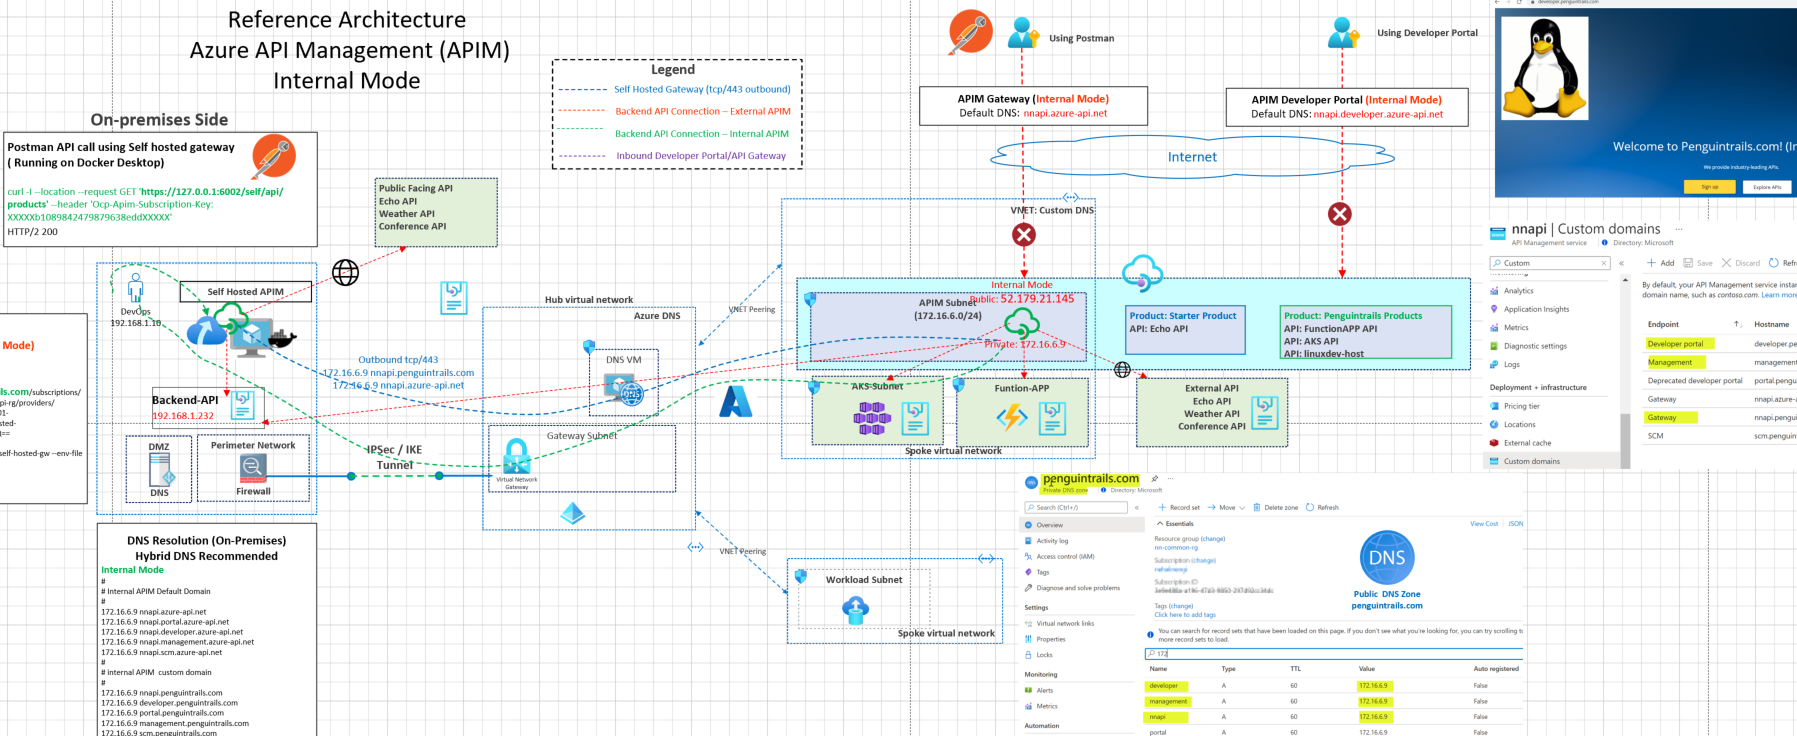 Reference Architecture
Azure API Management (APIM)
Internal Mode
Legend
Self Hosted Gateway (tcp/443 outbound)
Backend API Connection – External APIM
Backend API Connection – Internal APIM
Inbound Developer Portal/API Gateway
On-premises Side
Postman API call using Self hosted gateway
( Running on Docker Desktop)
curl -I --location --request GET 'https://127.0.0.1:6002/self/api/
products' --header 'Ocp-Apim-Subscription-Key:
XXXXXb1089842479879638eddXXXXX'
HTTP/2 200
Public Facing API
Echo API
Weather API
Conference API
DevOps
192.168.1.10
Self Hosted APIM
Outbound tcp/443
172.16.6.9 nnapi.penguintrails.com
172.16.6.9 nnapi.azure-api.net
Backend-API
192.168.1.232
DMZ
DNS
Perimeter Network
Firewall
IPSec / IKE
Tunnel
Mode)
ils.com/subscriptions/
pi-rg/providers/
01-
sted-
==
self-hosted-gw --env-file
DNS Resolution (On-Premises)
Hybrid DNS Recommended
Internal Mode
#
# Internal APIM Default Domain
#
172.16.6.9 nnapi.azure-api.net
172.16.6.9 nnapi.portal.azure-api.net
172.16.6.9 nnapi.developer.azure-api.net
172.16.6.9 nnapi.management.azure-api.net
172.16.6.9 nnapi.scm.azure-api.net
#
# internal APIM custom domain
#
172.16.6.9 nnapi.penguintrails.com
172.16.6.9 developer.penguintrails.com
172.16.6.9 portal.penguintrails.com
172.16.6.9 management.penguintrails.com
172.16.6.9 scm.penguintrails.com
Hub virtual network
Azure DNS
DNS VM
DNS
Gateway Subnet
Virtual Network
Gateway
VNET Peering
VNET Peering
Workload Subnet
Spoke virtual network
Using Postman
Using Developer Portal
APIM Gateway (Internal Mode)
Default DNS: nnapi.azure-api.net
APIM Developer Portal (Internal Mode)
Default DNS: nnapi.developer.azure-api.net
Internet
VNET: Custom DNS
Internal Mode
Public: 52.179.21.145
APIM Subnet
(172.16.6.0/24)
Private: 172.16.6.9
Product: Starter Product
API: Echo API
Product: Penguintrails Products
API: FunctionAPP API
API: AKS API
API: linuxdev-host
AKS-Subnet
Funtion-APP
Spoke virtual network
External API
Echo API
Weather API
Conference API
developer.penguintrails.com
Welcome to Penguintrails.com! (In
We provide industry-leading APIs.
Sign up
Explore APIs
nnapi | Custom domains
API Management service
Directory: Microsoft
Custom
Add
Save
Discard
Refre
Analytics
Application Insights
Metrics
Diagnostic settings
Logs
Deployment + infrastructure
Pricing tier
Locations
External cache
Custom domains
By default, your API Management service instan
domain name, such as contoso.com. Learn more
Endpoint
Hostname
Developer portal
developer.pe
Management
management
Deprecated developer portal
portal.pengu
Gateway
nnapi.azure-a
Gateway
nnapi.pengui
SCM
scm.penguint
penguintrails.com
Private DNS zone
Directory: Microsoft
Search (Ctrl+/)
Overview
Activity log
Access control (IAM)
Tags
Diagnose and solve problems
Settings
Virtual network links
Properties
Locks
Monitoring
Alerts
Metrics
Automation
Record set
Move
Delete zone
Refresh
Essentials
View Cost
JSON
Resource group (change)
nn-common-rg
Subscription (change)
Subscription ID
Tags (change)
Click here to add tags
DNS
Public DNS Zone
penguintrails.com
You can search for record sets that have been loaded on this page. If you don't see what you're looking for, you can try scrolling to
more record sets to load.
172
Name
Type
TTL
Value
Auto registered
developer
A
60
172.16.6.9
False
management
A
60
172.16.6.9
False
nnapi
A
60
172.16.6.9
False
portal
A
60
172.16.6.9
False